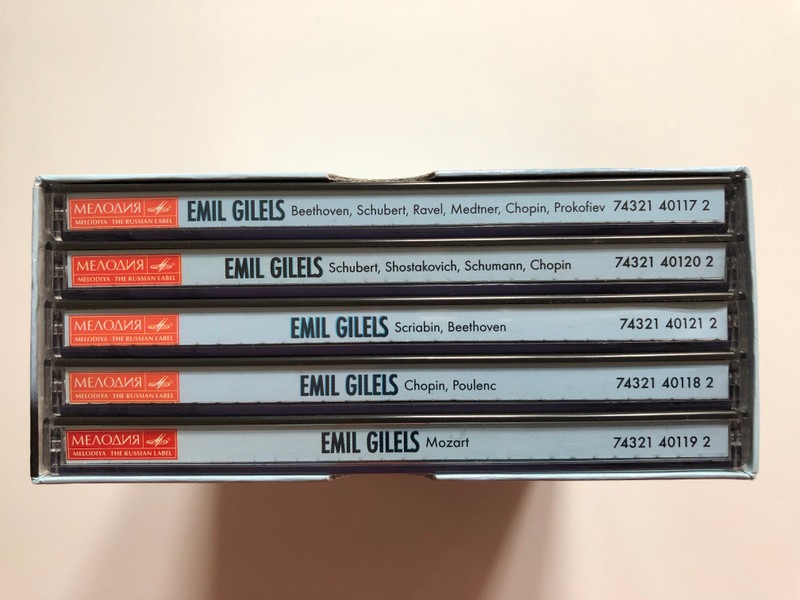 МЕЛОДИЯ
MELODIYA · THE RUSSIAN LABEL
EMIL GILELS Beethoven, Schubert, Ravel, Medtner, Chopin, Prokofiev 74321 40117 2
МЕЛОДИЯ
MELODIYA · THE RUSSIAN LABEL
EMIL GILELS Schubert, Shostakovich, Schumann, Chopin 74321 40120 2
МЕЛОДИЯ
MELODIYA · THE RUSSIAN LABEL
EMIL GILELS Scriabin, Beethoven 74321 40121 2
МЕЛОДИЯ
MELODIYA · THE RUSSIAN LABEL
EMIL GILELS Chopin, Poulenc 74321 40118 2
МЕЛОДИЯ
MELODIYA · THE RUSSIAN LABEL
EMIL GILELS Mozart 74321 40119 2